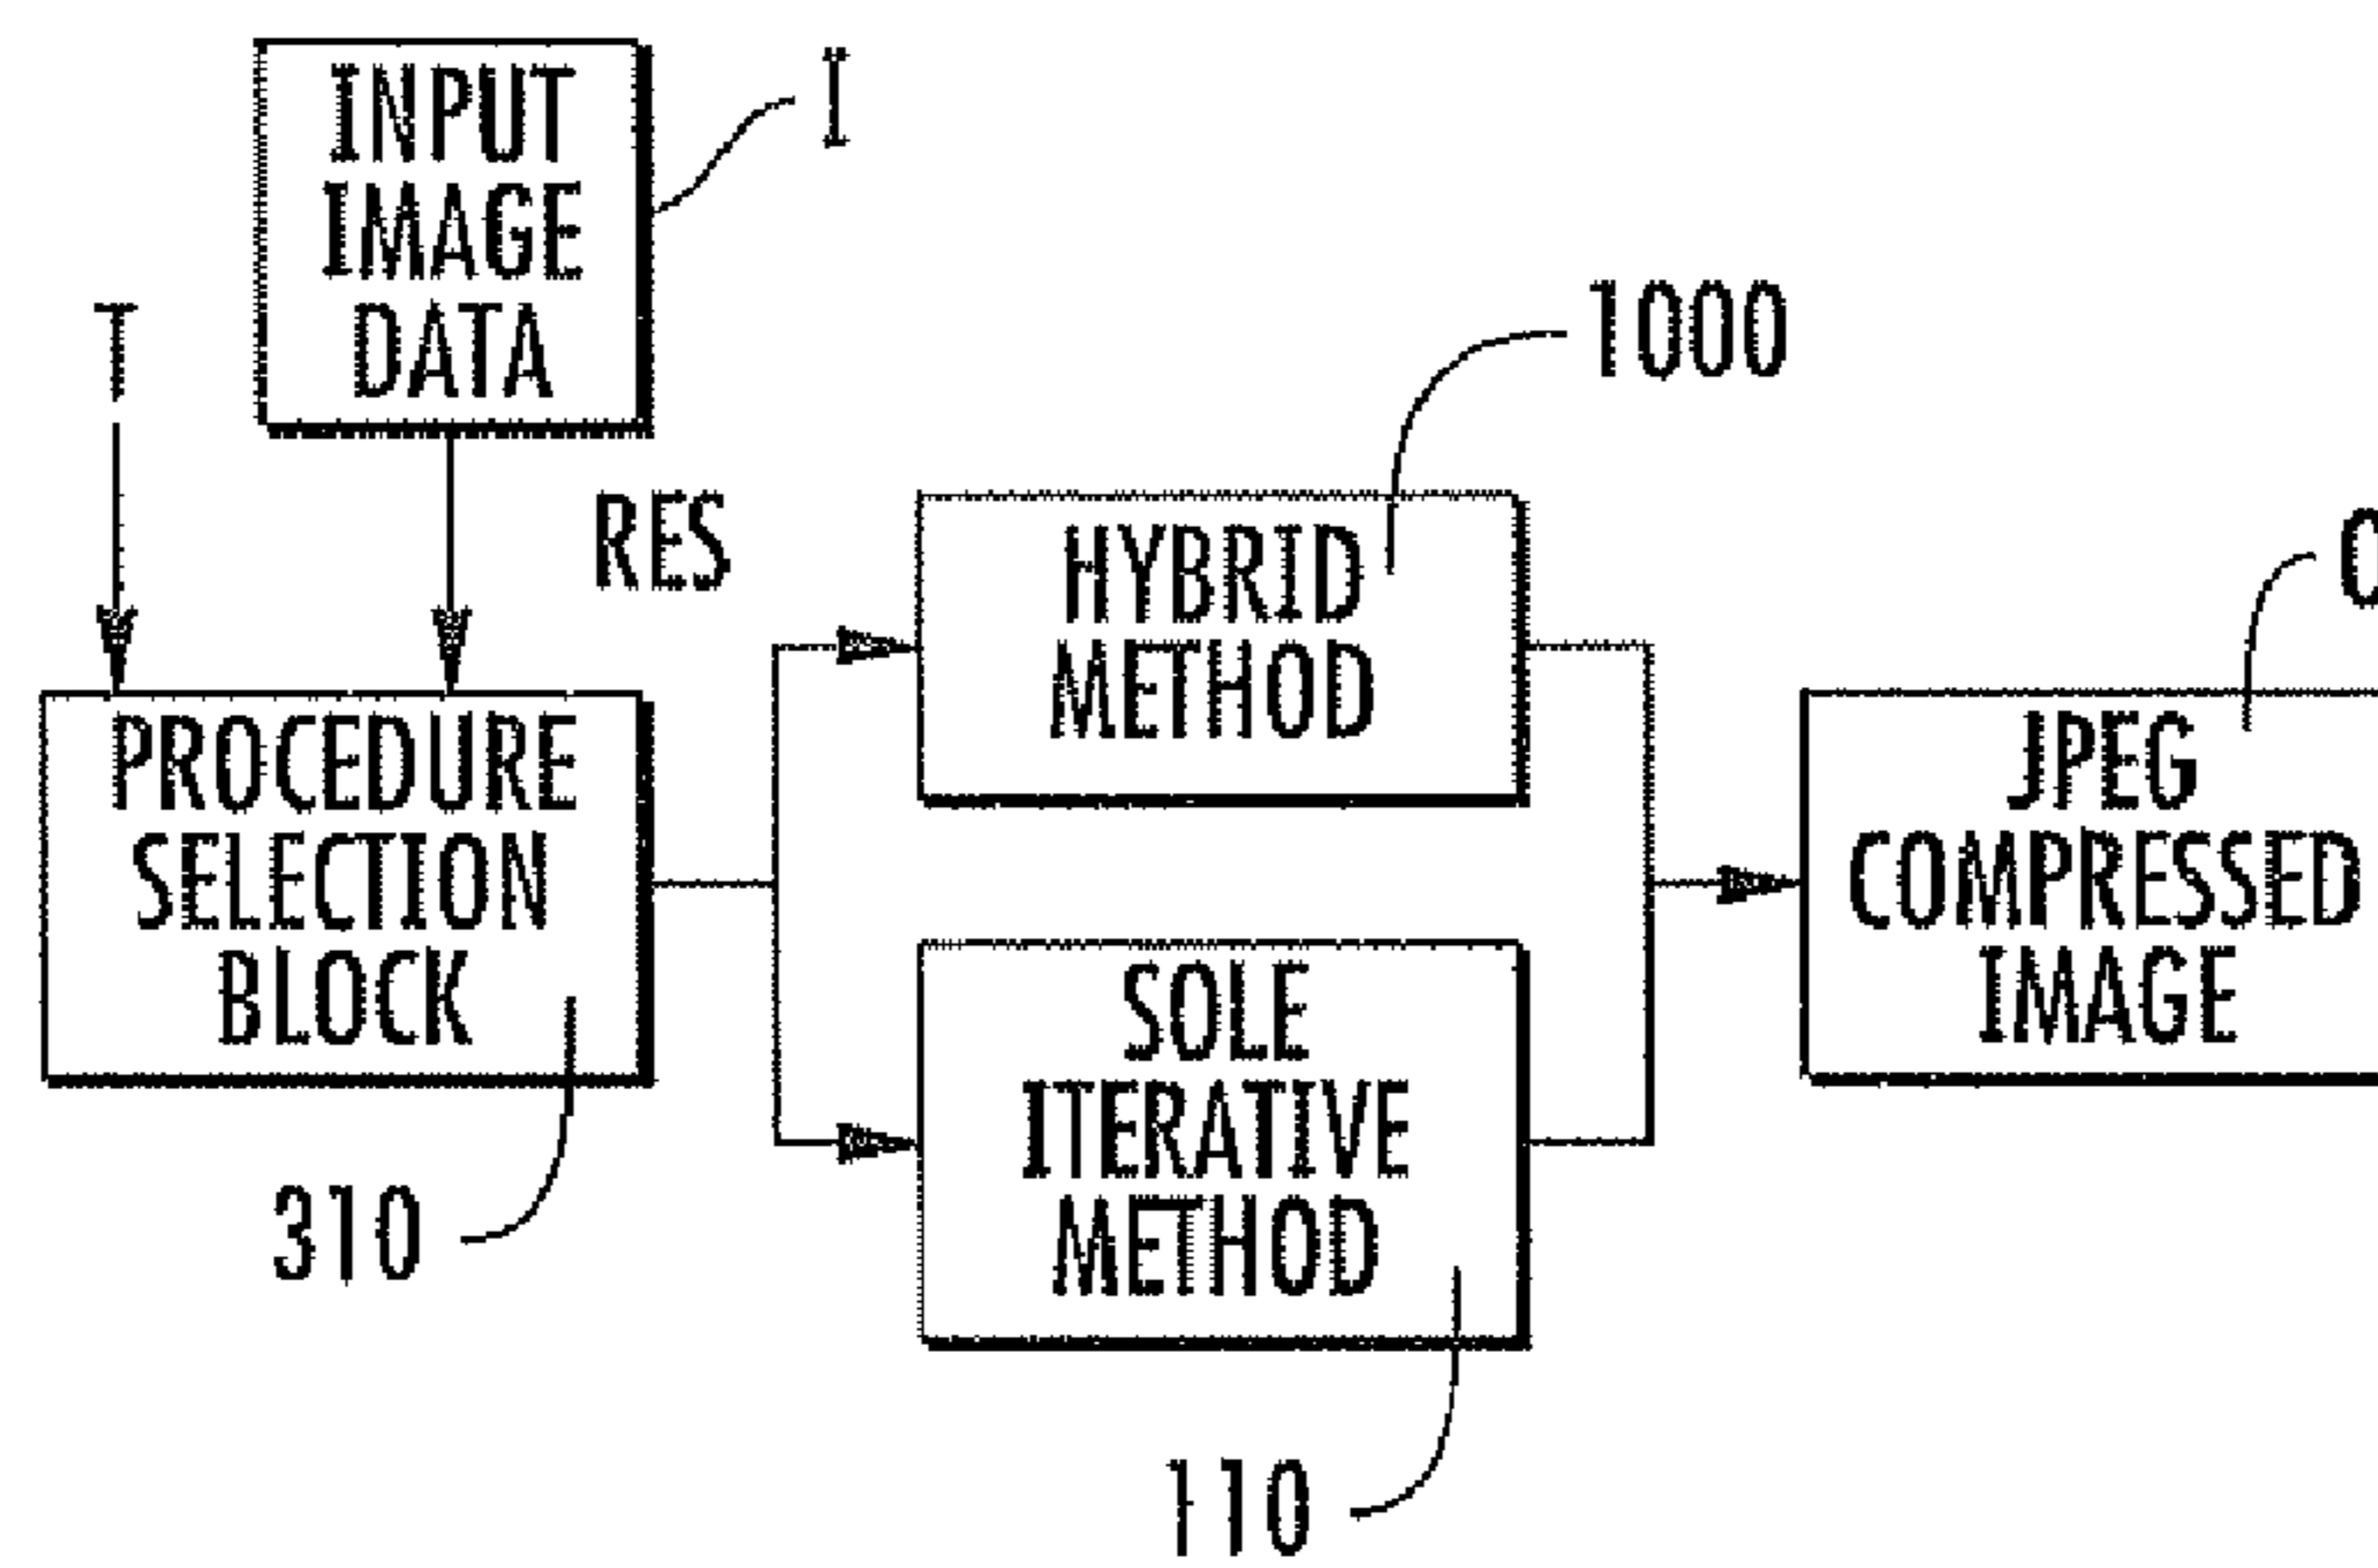 INPUT
IMAGE
DATA
I
T
RES
1000
HYBRID
METHOD
PROCEDURE
SELECTION
BLOCK
310
SOLE
ITERATIVE
METHOD
110
JPEG
COMPRESSED
IMAGE